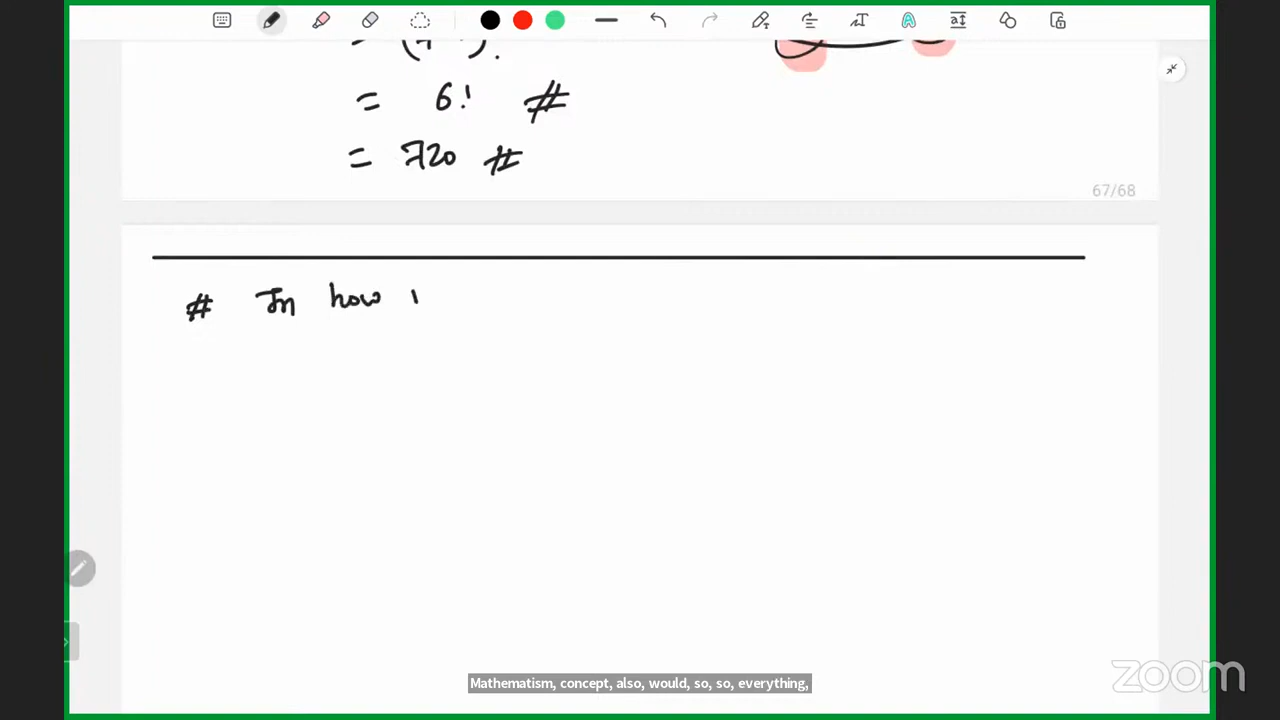 = 6! #
= 720 #
67/68
# In how
Mathematism, concept, also, would, so, so, everything,
zoom